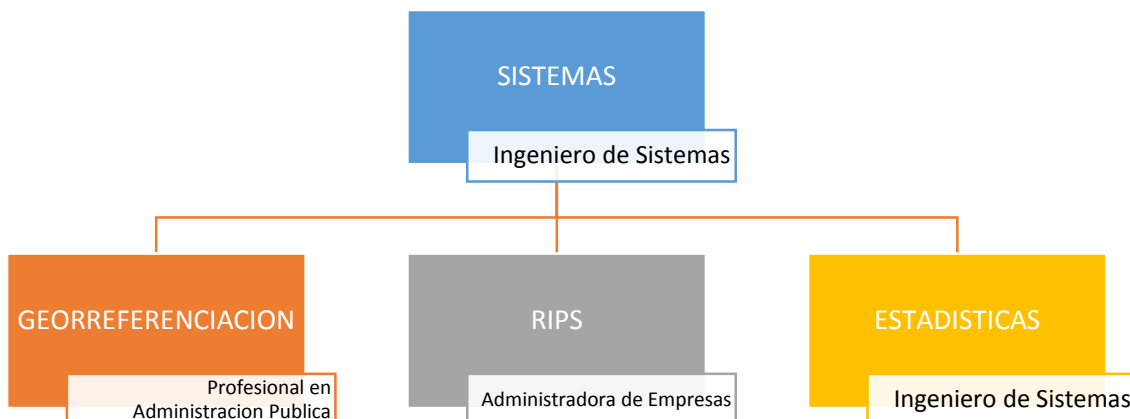 SISTEMAS
Ingeniero de Sistemas
GEORREFERENCIACION
Profesional en
Administracion Publica
RIPS
Administradora de Empresas
ESTADISTICAS
Ingeniero de Sistemas